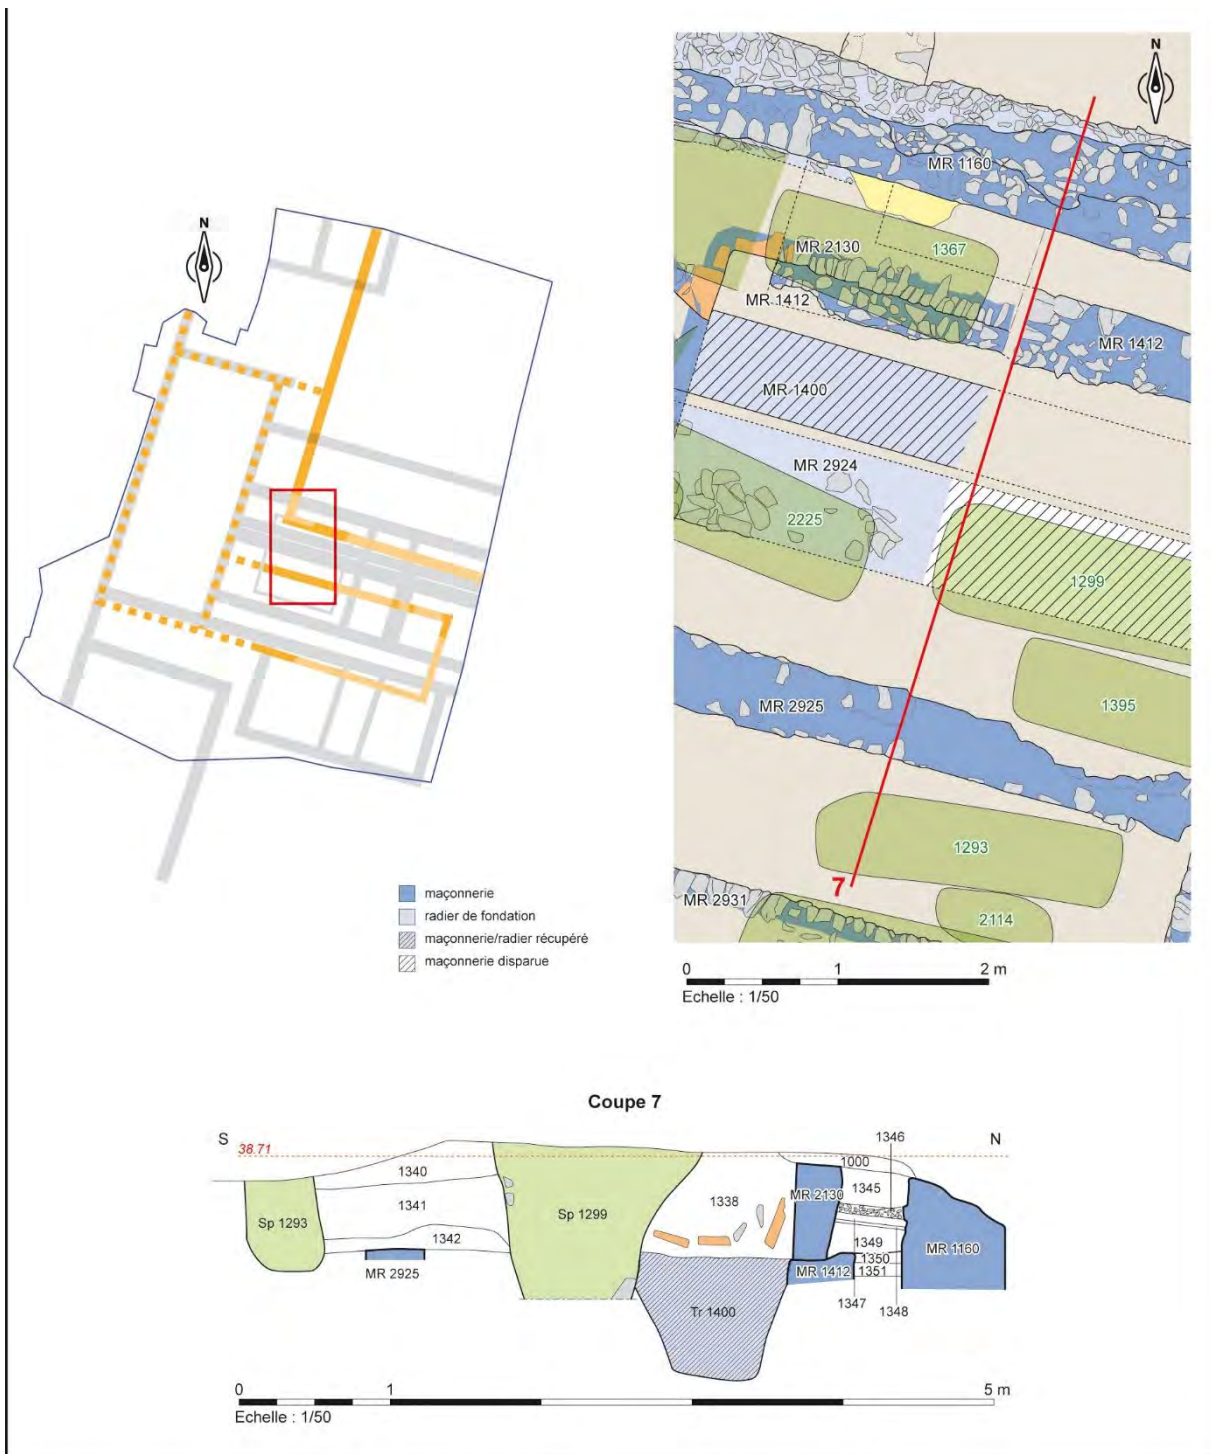 N
N
MR 1160
MR 2130
1367
MR 1412
MR 1412
MR 1400
MR 2924
2225
1299
1395
MR 2925
1293
7
MR 2931
2114
maçonnerie
radier de fondation
maçonnerie/radier récupéré
maçonnerie disparue
0 1 2 m
Echelle : 1/50
Coupe 7
S
N
38.71
1346
1000
1340
MR 2130
1345
1338
1341
Sp 1293
Sp 1299
1342
1349
MR 1160
1350
MR 2925
MR 1412
1351
1347
1348
Tr 1400
0 1 5 m
Echelle : 1/50